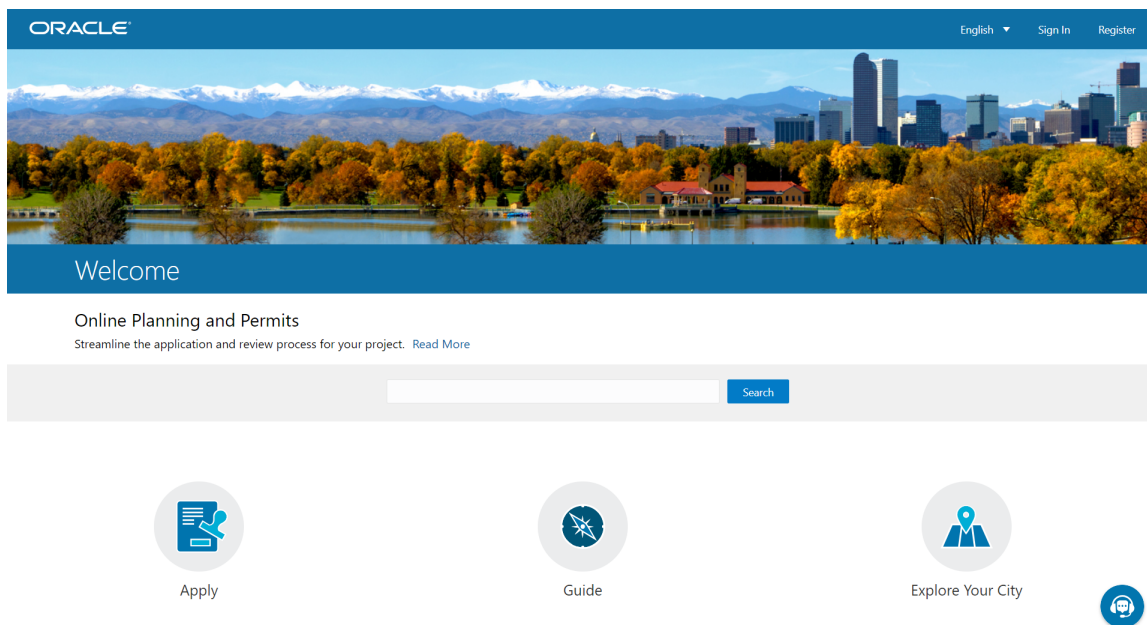 ORACLE®
English ▼ Sign In Register
Welcome
Online Planning and Permits
Streamline the application and review process for your project. Read More
Search
Apply Guide Explore Your City